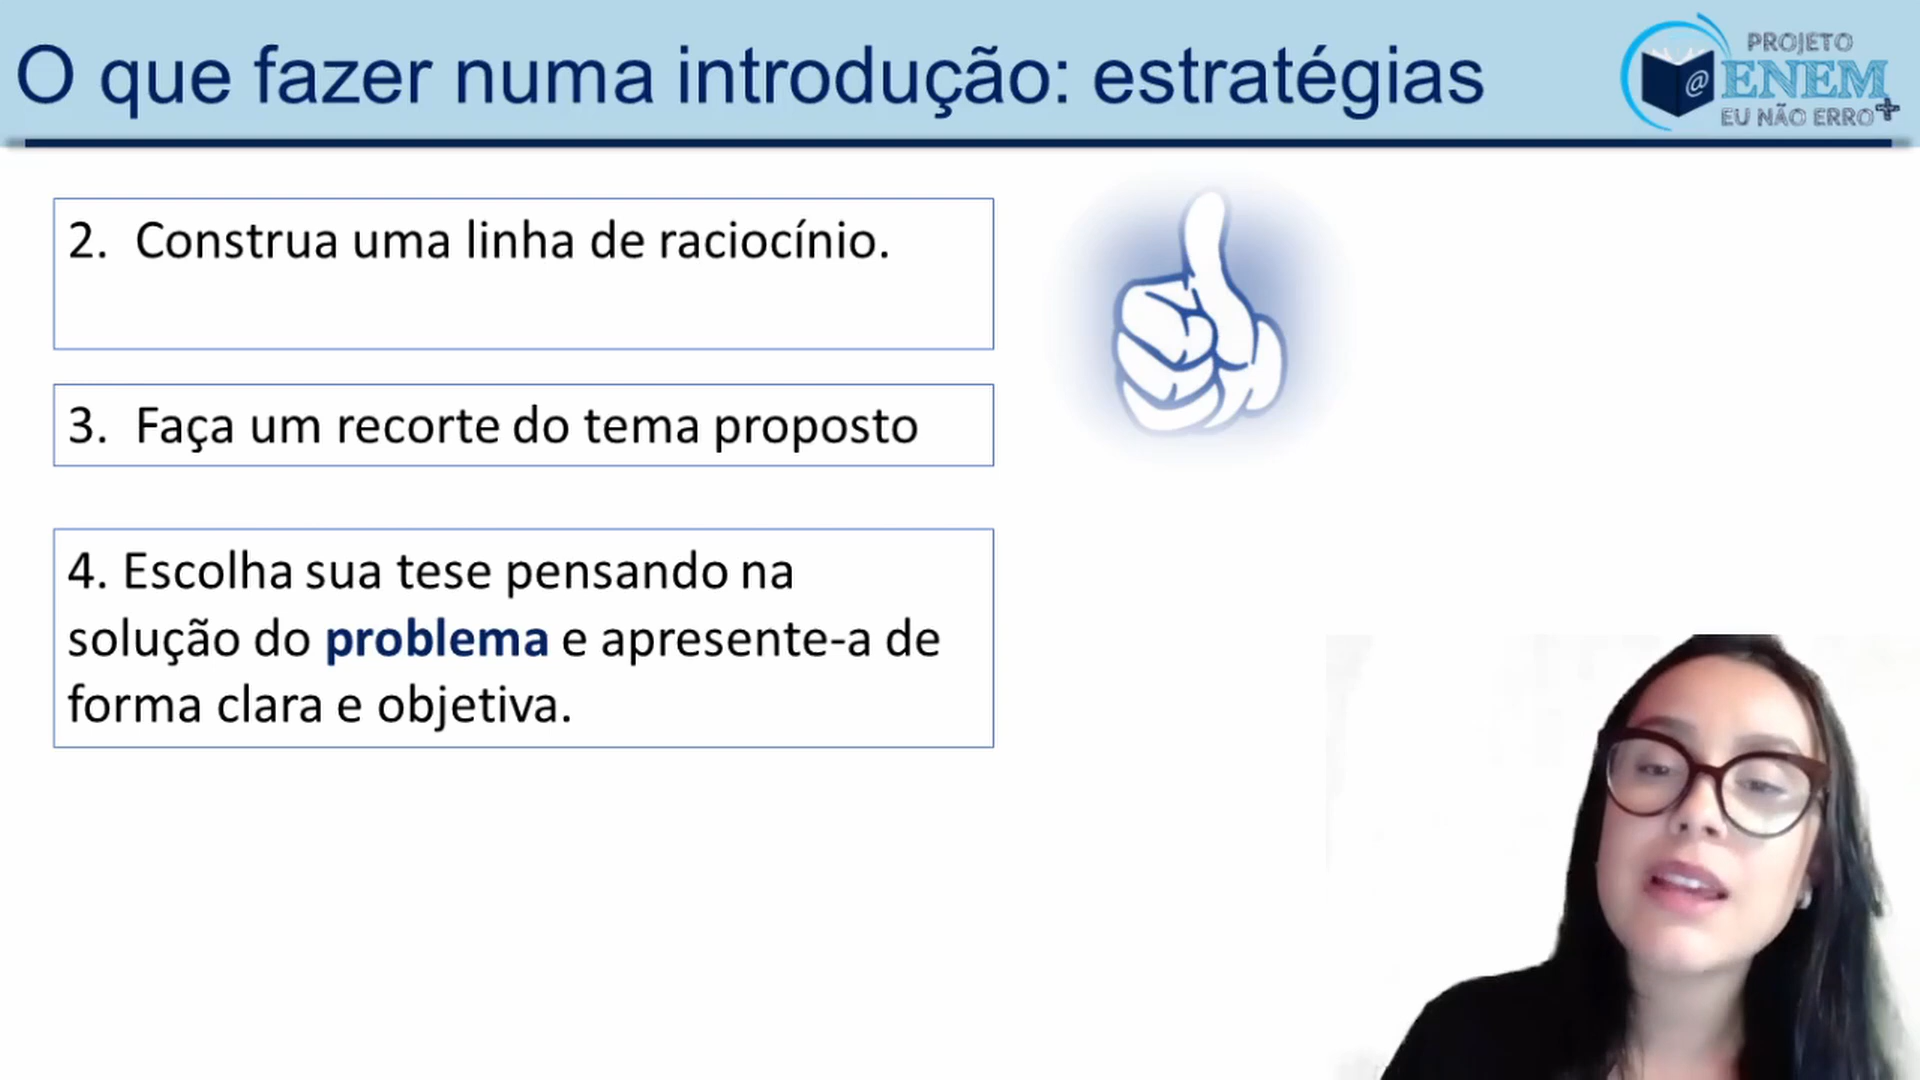 O que fazer numa introdução: estratégias
PROJETO
@ENEM
EU NÃO ERRO+
2. Construa uma linha de raciocínio.
3. Faça um recorte do tema proposto
4. Escolha sua tese pensando na
solução do problema e apresente-a de
forma clara e objetiva.